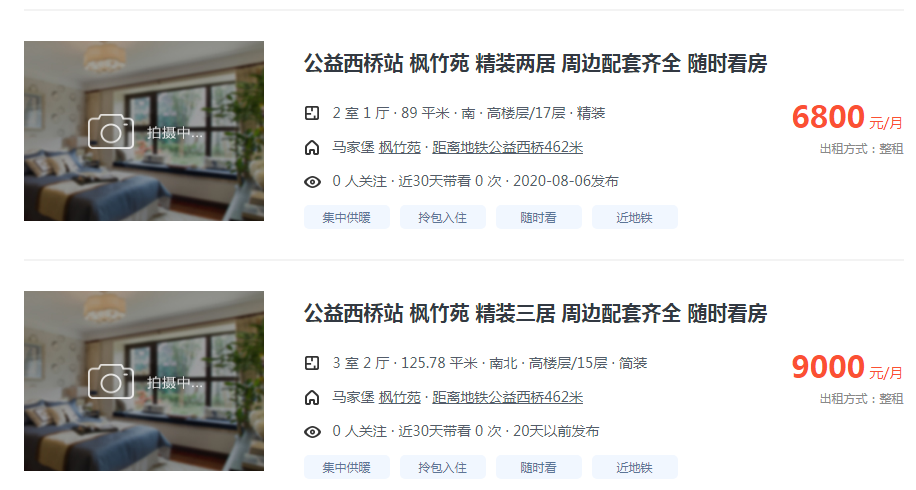 公益西桥站 枫竹苑 精装两居 周边配套齐全 随时看房
拍摄中...
2 室 1 厅 · 89 平米 · 南 · 高楼层/17层 · 精装
6800 元/月
马家堡 枫竹苑 · 距离地铁公益西桥462米
出租方式：整租
0 人关注 · 近30天带看 0 次 · 2020-08-06发布
集中供暖 拎包入住 随时看 近地铁
公益西桥站 枫竹苑 精装三居 周边配套齐全 随时看房
拍摄中...
3 室 2 厅 · 125.78 平米 · 南北 · 高楼层/15层 · 简装
9000 元/月
马家堡 枫竹苑 · 距离地铁公益西桥462米
出租方式：整租
0 人关注 · 近30天带看 0 次 · 20天以前发布
集中供暖 拎包入住 随时看 近地铁